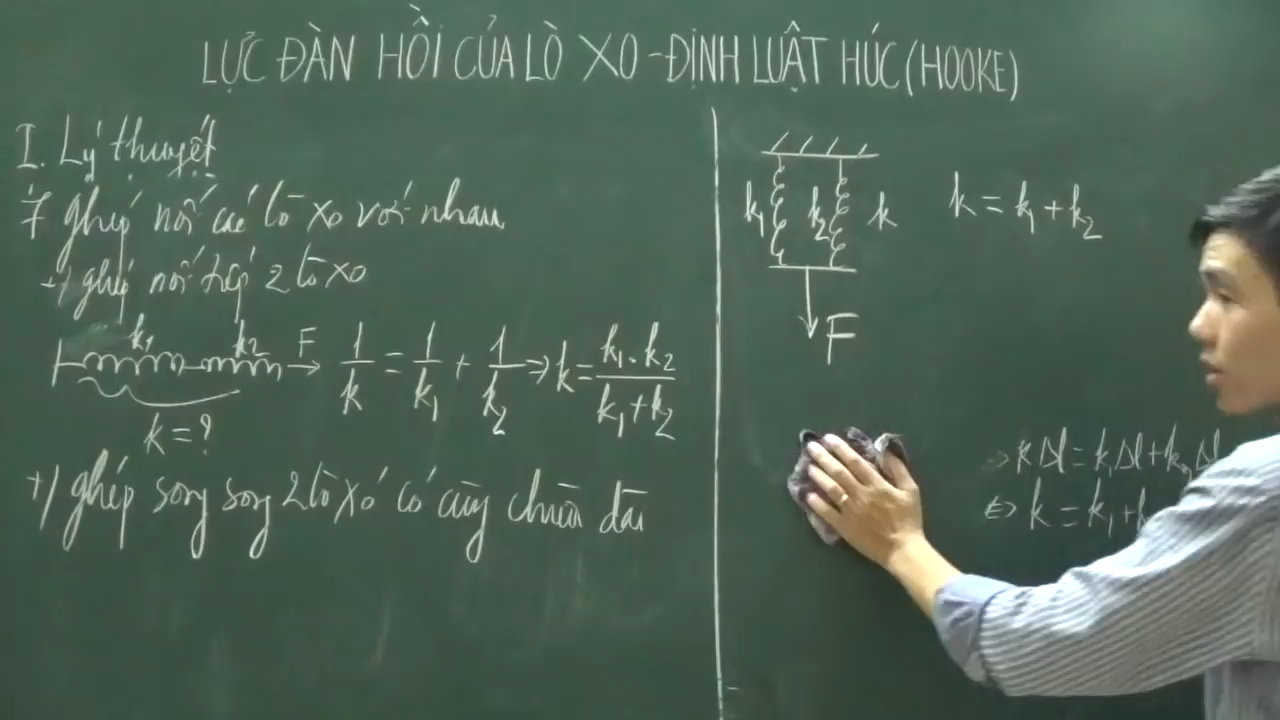 LỰC ĐÀN HỒI CỦA LÒ XO - ĐỊNH LUẬT HÚC (HOOKE)
I. Lý thuyết
7 ghép nối các lò xo với nhau
+) ghép nối tiếp 2 lò xo
k₁ k₂ F
k = ?
1/k = 1/k₁ + 1/k₂ ⇒ k = k₁.k₂/(k₁+k₂)
+) ghép song song 2 lò xó có cùng chiều dài
k₁ k₂ k
F
k = k₁ + k₂
⇒ kΔl = k₁Δl + k₂Δl
⇔ k = k₁ +